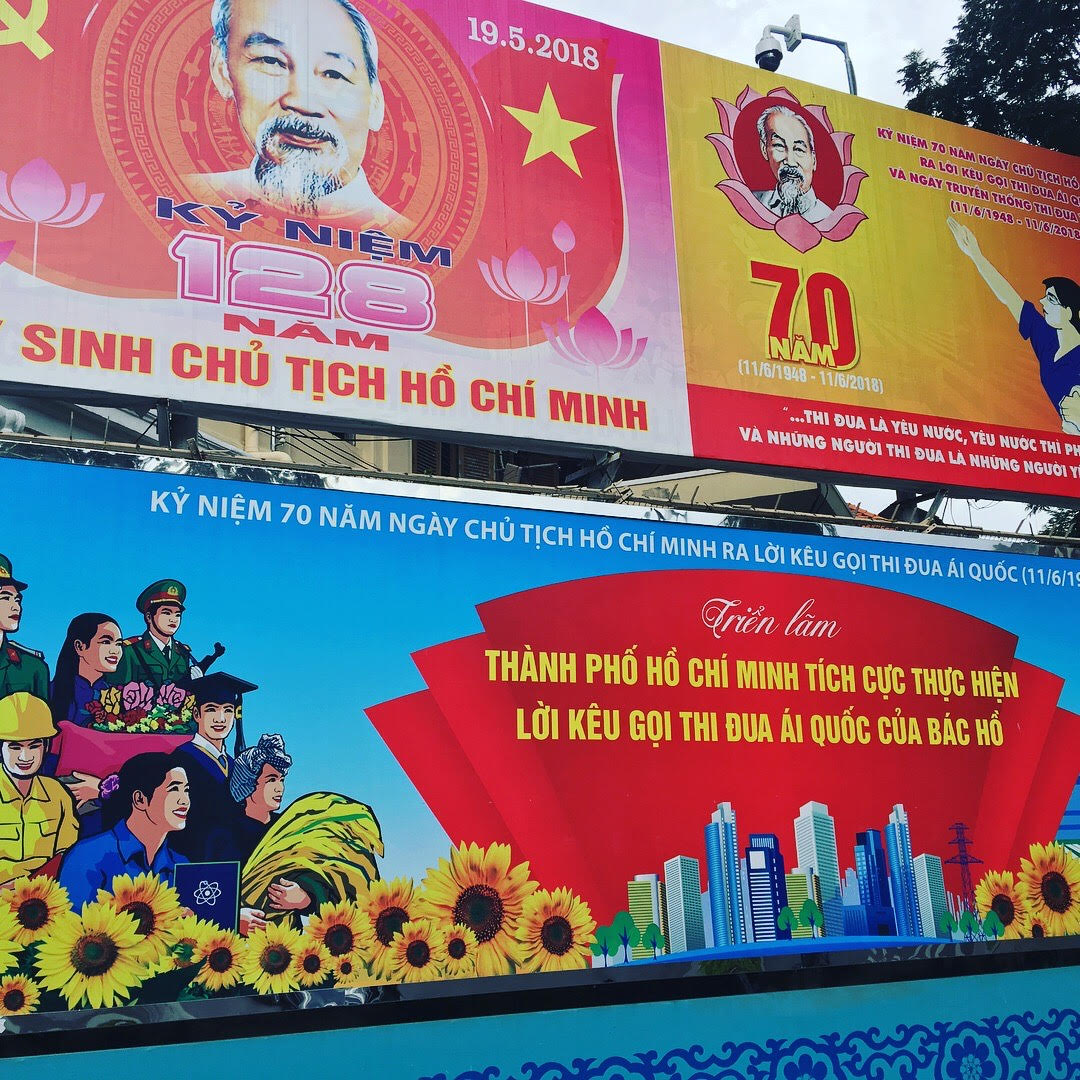 19.5.2018
KỶ NIỆM
128
NĂM
SINH CHỦ TỊCH HỒ CHÍ MINH
KỶ NIỆM 70 NĂM NGÀY CHỦ TỊCH HỒ
RA LỜI KÊU GỌI THI ĐUA ÁI
VÀ NGÀY TRUYỀN THỐNG THI ĐUA
(11/6/1948 - 11/6/2018
70
NĂM
(11/6/1948 - 11/6/2018)
"...THI ĐUA LÀ YÊU NƯỚC, YÊU NƯỚC THÌ
VÀ NHỮNG NGƯỜI THI ĐUA LÀ NHỮNG NGƯỜI
KỶ NIỆM 70 NĂM NGÀY CHỦ TỊCH HỒ CHÍ MINH RA LỜI KÊU GỌI THI ĐUA ÁI QUỐC (11/6/19
Triển lãm
THÀNH PHỐ HỒ CHÍ MINH TÍCH CỰC THỰC HIỆN
LỜI KÊU GỌI THI ĐUA ÁI QUỐC CỦA BÁC HỒ